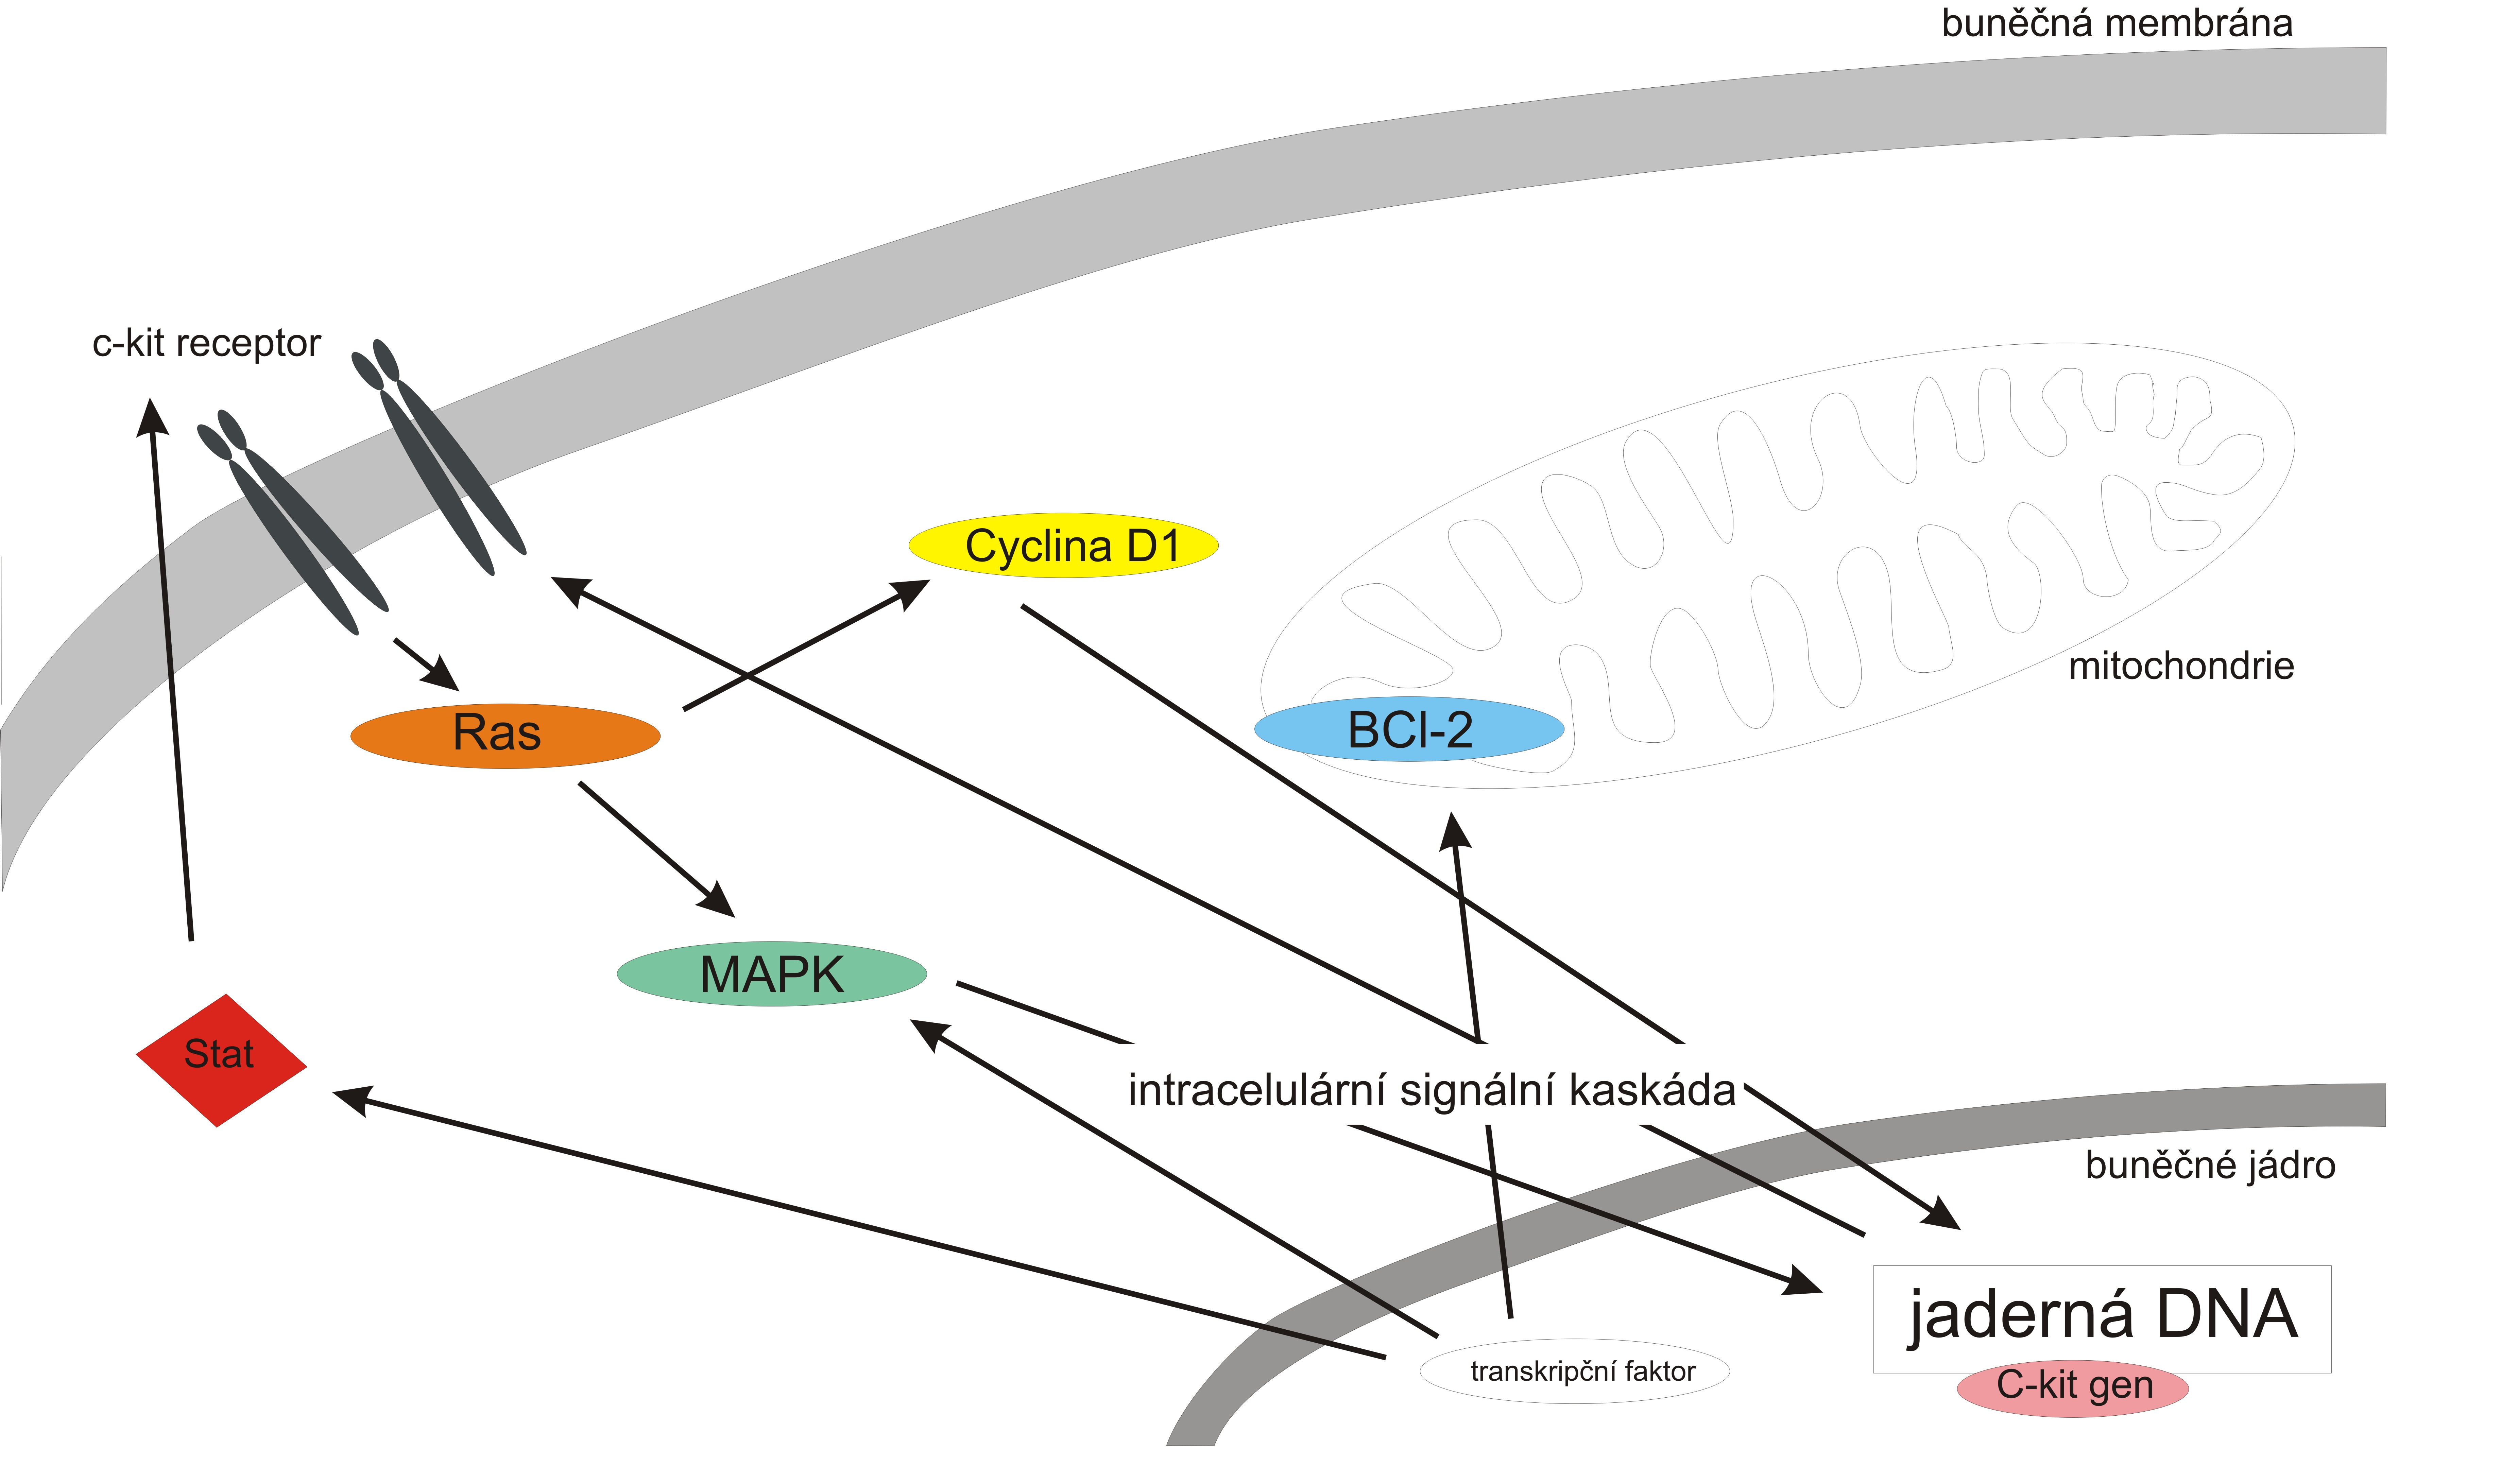 buněčná membrána
c-kit receptor
Cyclina D1
mitochondrie
Ras
BCl-2
MAPK
Stat
intracelulární signální kaskáda
buněčné jádro
jaderná DNA
transkripční faktor
C-kit gen